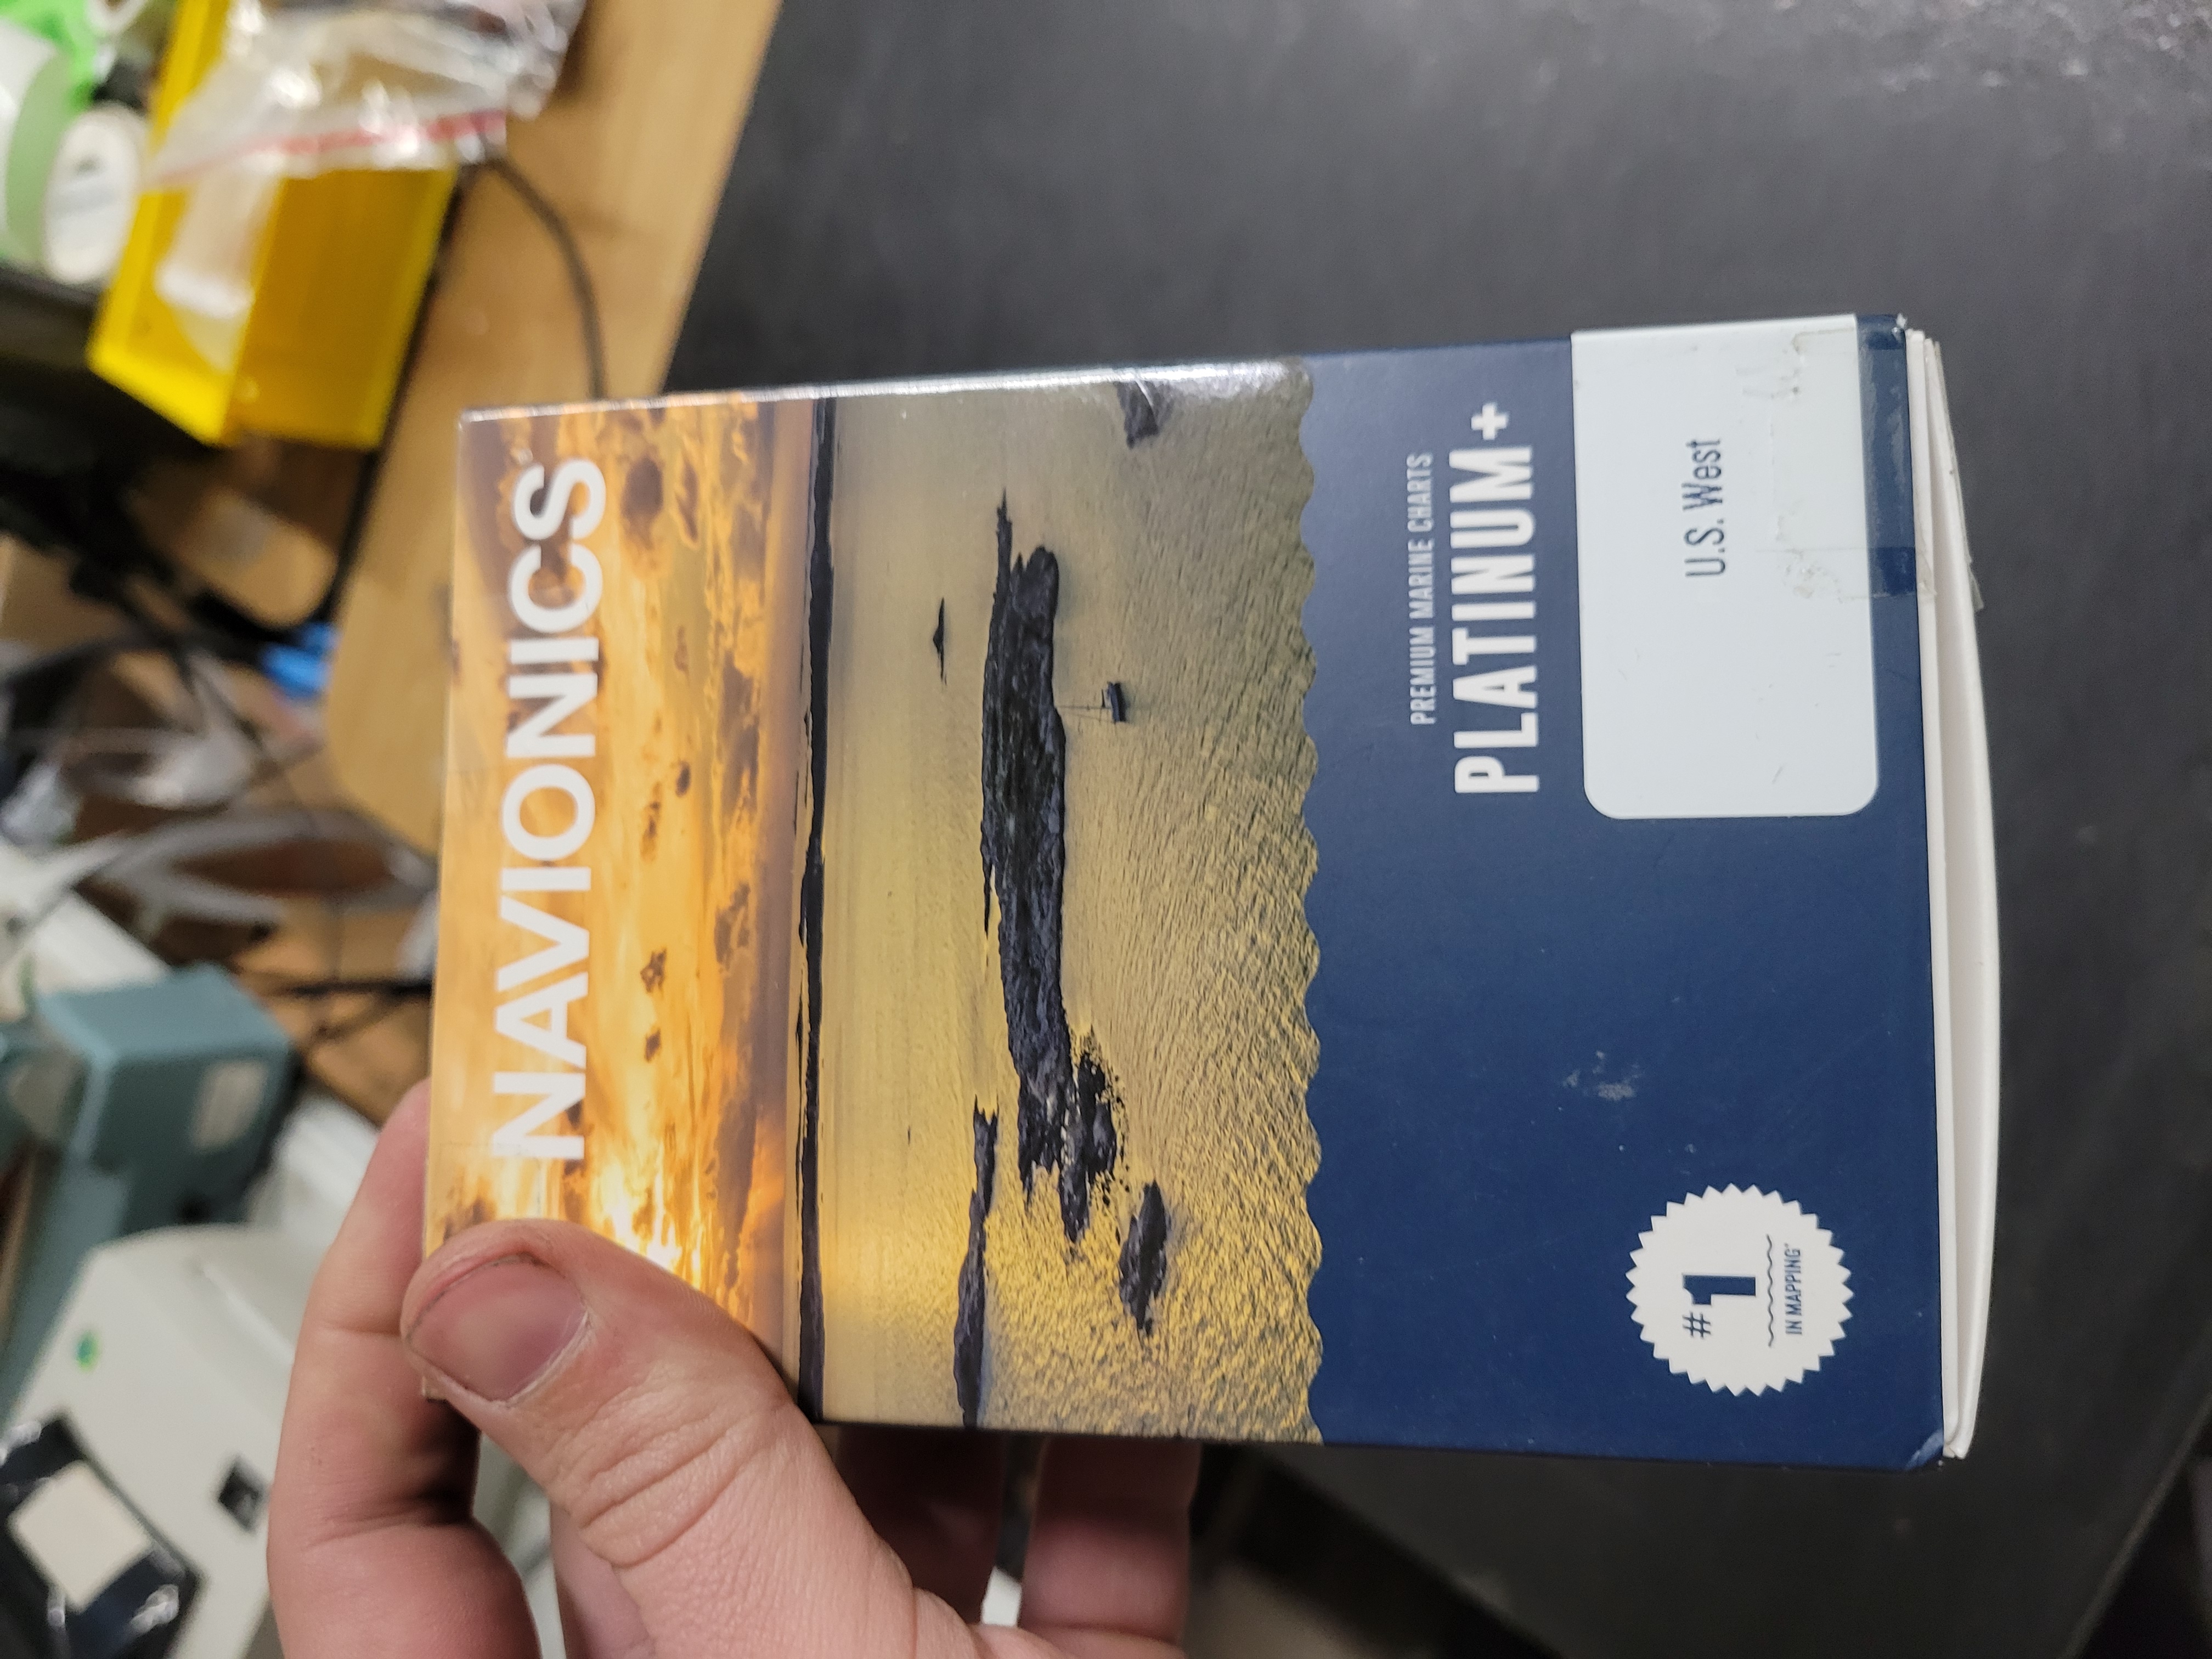 NAVIONICS
PREMIUM MARINE CHARTS
PLATINUM+
U.S. West
#1
IN MAPPING*